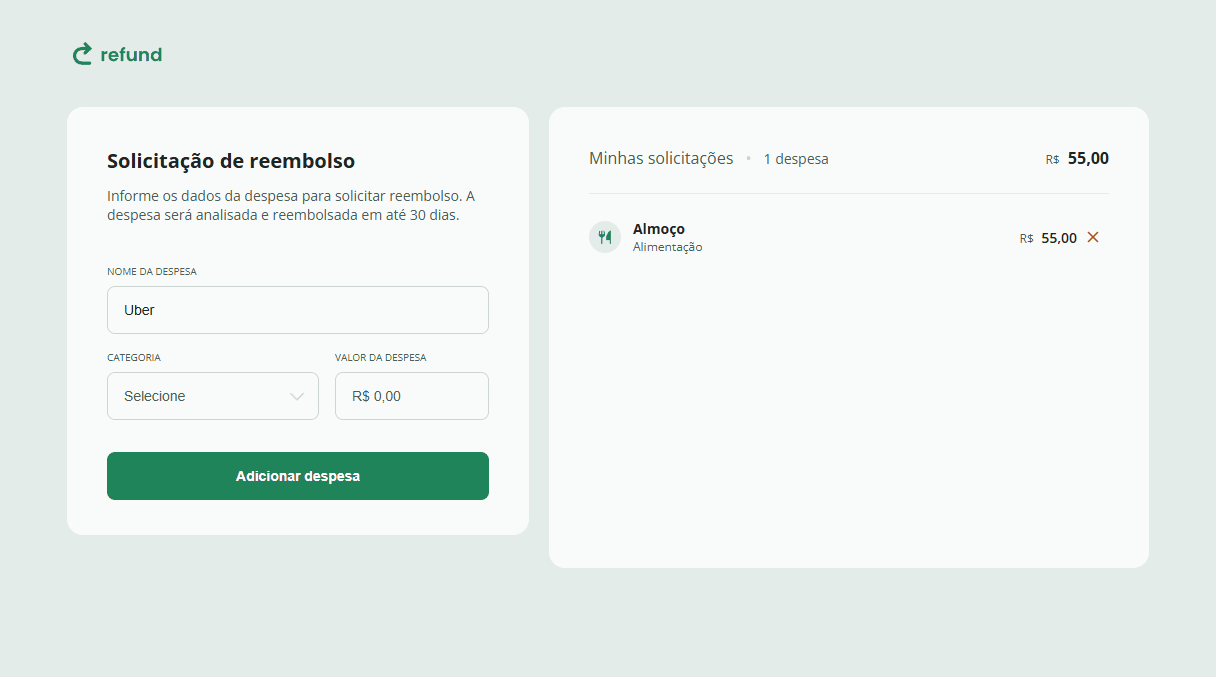 refund
Solicitação de reembolso
Informe os dados da despesa para solicitar reembolso. A
despesa será analisada e reembolsada em até 30 dias.
NOME DA DESPESA
Uber
CATEGORIA
VALOR DA DESPESA
Selecione
R$ 0,00
Adicionar despesa
Minhas solicitações • 1 despesa
R$ 55,00
Almoço
Alimentação
R$ 55,00